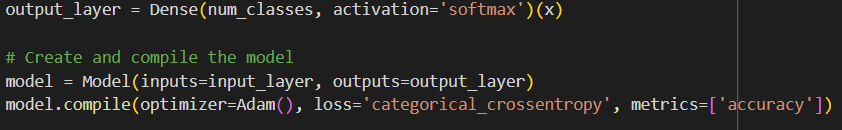 output_layer = Dense(num_classes, activation='softmax')(x)
# Create and compile the model
model = Model(inputs=input_layer, outputs=output_layer)
model.compile(optimizer=Adam(), loss='categorical_crossentropy', metrics=['accuracy'])